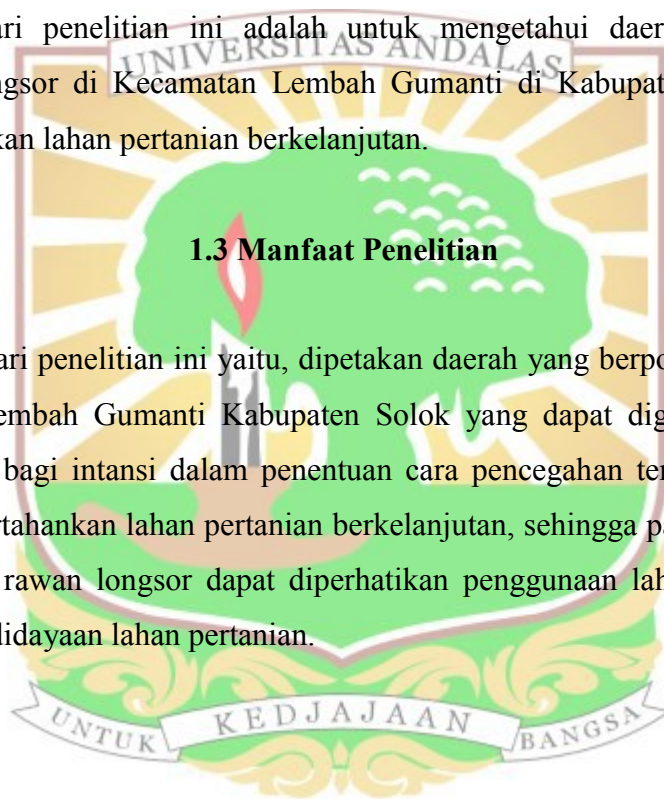 ari penelitian ini adalah untuk mengetahui daer
UNIVERSITAS ANDALAS
ngsor di Kecamatan Lembah Gumanti di Kabupat
kan lahan pertanian berkelanjutan.
1.3 Manfaat Penelitian
ari penelitian ini yaitu, dipetakan daerah yang berpo
embah Gumanti Kabupaten Solok yang dapat dig
bagi intansi dalam penentuan cara pencegahan ter
rtahankan lahan pertanian berkelanjutan, sehingga pa
rawan longsor dapat diperhatikan penggunaan lah
didayaan lahan pertanian.
UNTUK KEDJAJAAN BANGSA